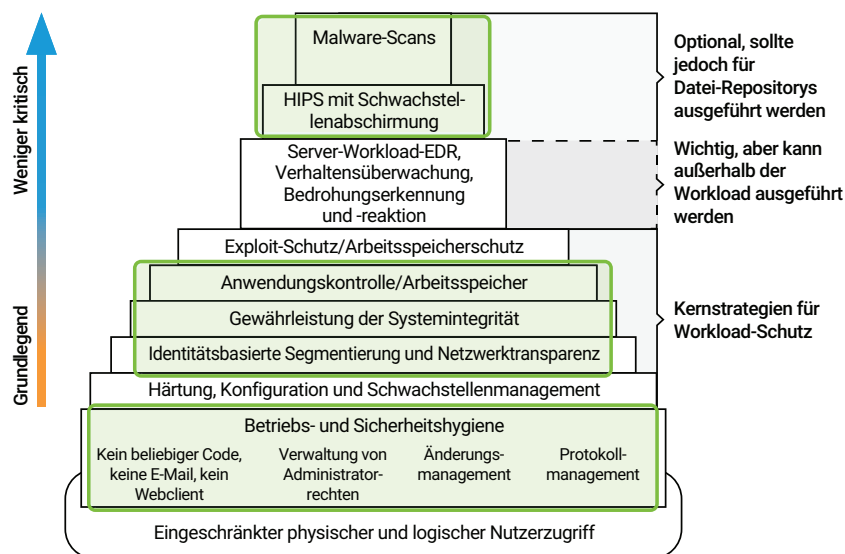 Weniger kritisch
Grundlegend
Malware-Scans
HIPS mit Schwachstel-
lenabschirmung
Server-Workload-EDR,
Verhaltensüberwachung,
Bedrohungserkennung
und -reaktion
Exploit-Schutz/Arbeitsspeicherschutz
Anwendungskontrolle/Arbeitsspeicher
Gewährleistung der Systemintegrität
Identitätsbasierte Segmentierung und Netzwerktransparenz
Härtung, Konfiguration und Schwachstellenmanagement
Betriebs- und Sicherheitshygiene
Kein beliebiger Code,
keine E-Mail, kein
Webclient
Verwaltung von
Administrator-
rechten
Änderungs-
management
Protokoll-
management
Eingeschränkter physischer und logischer Nutzerzugriff
Optional, sollte
jedoch für
Datei-Repositorys
ausgeführt werden
Wichtig, aber kann
außerhalb der
Workload ausgeführt
werden
Kernstrategien für
Workload-Schutz